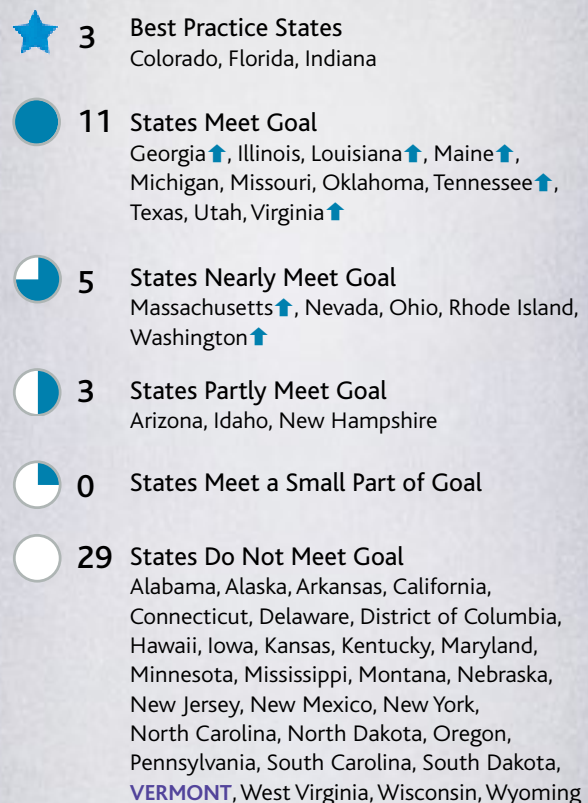 3 Best Practice States
Colorado, Florida, Indiana
11 States Meet Goal
Georgia⬆, Illinois, Louisiana⬆, Maine⬆,
Michigan, Missouri, Oklahoma, Tennessee⬆,
Texas, Utah, Virginia⬆
5 States Nearly Meet Goal
Massachusetts⬆, Nevada, Ohio, Rhode Island,
Washington⬆
3 States Partly Meet Goal
Arizona, Idaho, New Hampshire
0 States Meet a Small Part of Goal
29 States Do Not Meet Goal
Alabama, Alaska, Arkansas, California,
Connecticut, Delaware, District of Columbia,
Hawaii, Iowa, Kansas, Kentucky, Maryland,
Minnesota, Mississippi, Montana, Nebraska,
New Jersey, New Mexico, New York,
North Carolina, North Dakota, Oregon,
Pennsylvania, South Carolina, South Dakota,
VERMONT, West Virginia, Wisconsin, Wyoming